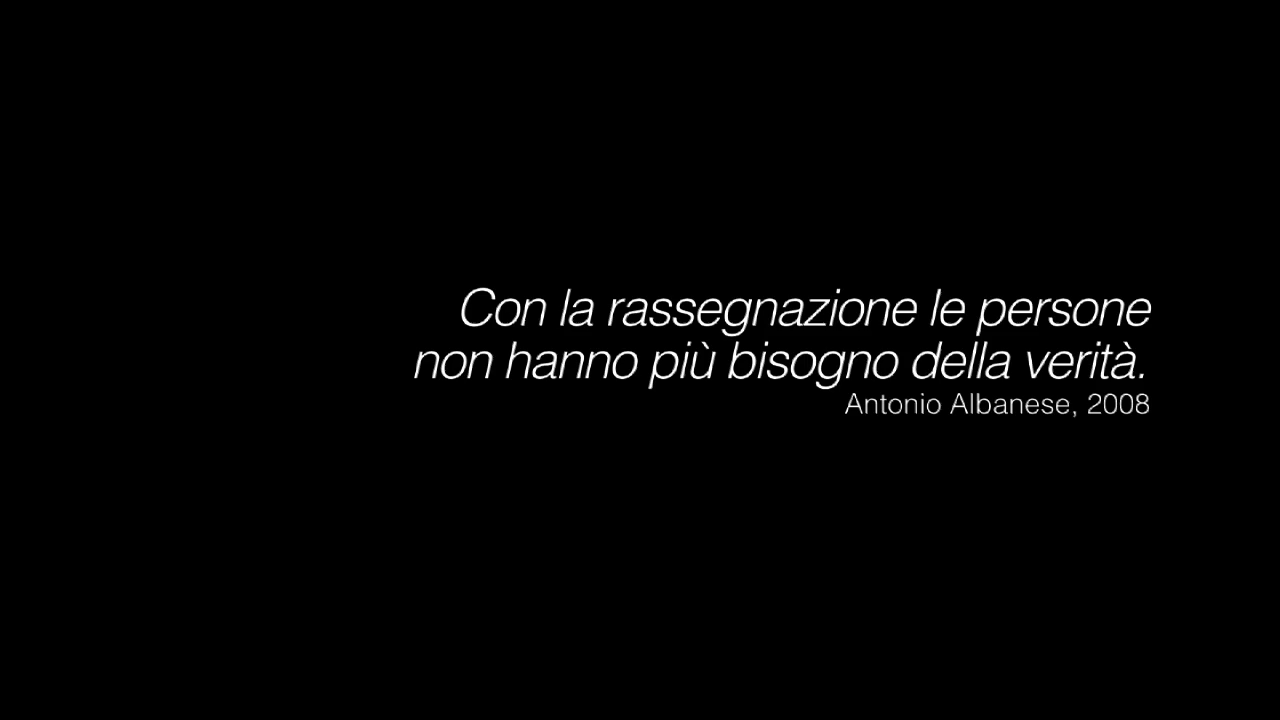 Con la rassegnazione le persone
non hanno più bisogno della verità.
Antonio Albanese, 2008